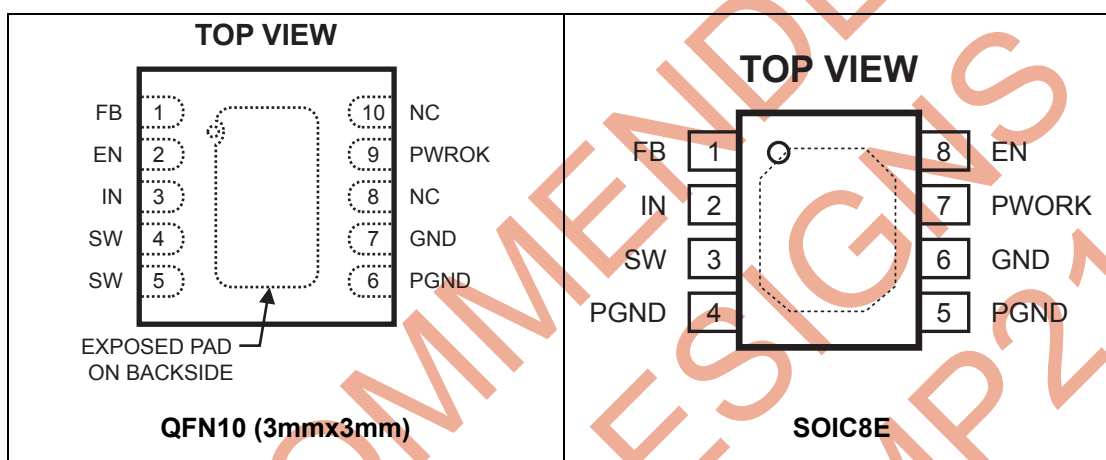 TOP VIEW
FB 1 10 NC
EN 2 9 PWROK
IN 3 8 NC
SW 4 7 GND
SW 5 6 PGND
EXPOSED PAD
ON BACKSIDE
QFN10 (3mmx3mm)
TOP VIEW
FB 1 8 EN
IN 2 7 PWORK
SW 3 6 GND
PGND 4 5 PGND
SOIC8E